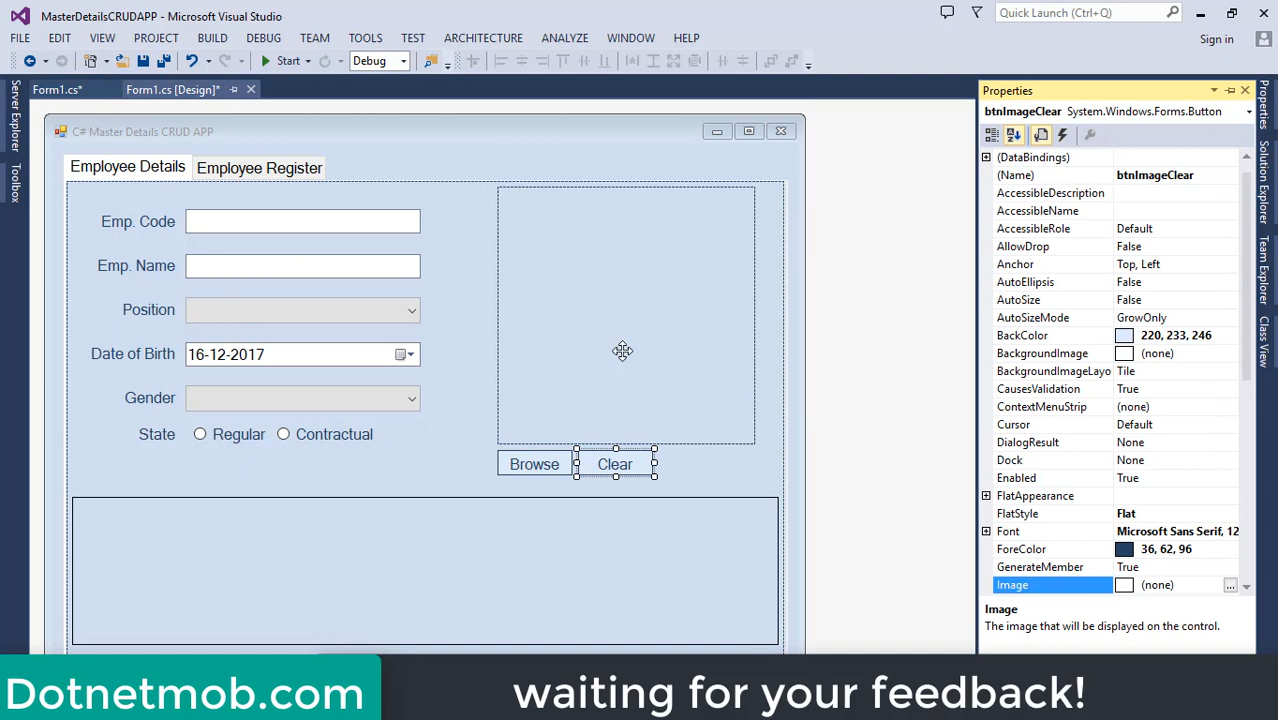 MasterDetailsCRUDAPP - Microsoft Visual Studio
Quick Launch (Ctrl+Q)
FILE EDIT VIEW PROJECT BUILD DEBUG TEAM TOOLS TEST ARCHITECTURE ANALYZE WINDOW HELP
Sign in
Start
Debug
Server Explorer
Toolbox
Form1.cs*
Form1.cs [Design]*
C# Master Details CRUD APP
Employee Details
Employee Register
Emp. Code
Emp. Name
Position
Date of Birth
16-12-2017
Gender
State
Regular
Contractual
Browse
Clear
Properties
btnImageClear System.Windows.Forms.Button
(DataBindings)
(Name) btnImageClear
AccessibleDescription
AccessibleName
AccessibleRole Default
AllowDrop False
Anchor Top, Left
AutoEllipsis False
AutoSize False
AutoSizeMode GrowOnly
BackColor 220, 233, 246
BackgroundImage (none)
BackgroundImageLayo Tile
CausesValidation True
ContextMenuStrip (none)
Cursor Default
DialogResult None
Dock None
Enabled True
FlatAppearance
FlatStyle Flat
Font Microsoft Sans Serif, 12
ForeColor 36, 62, 96
GenerateMember True
Image (none) ...
Image
The image that will be displayed on the control.
Properties
Solution Explorer
Team Explorer
Class View
Dotnetmob.com
waiting for your feedback!